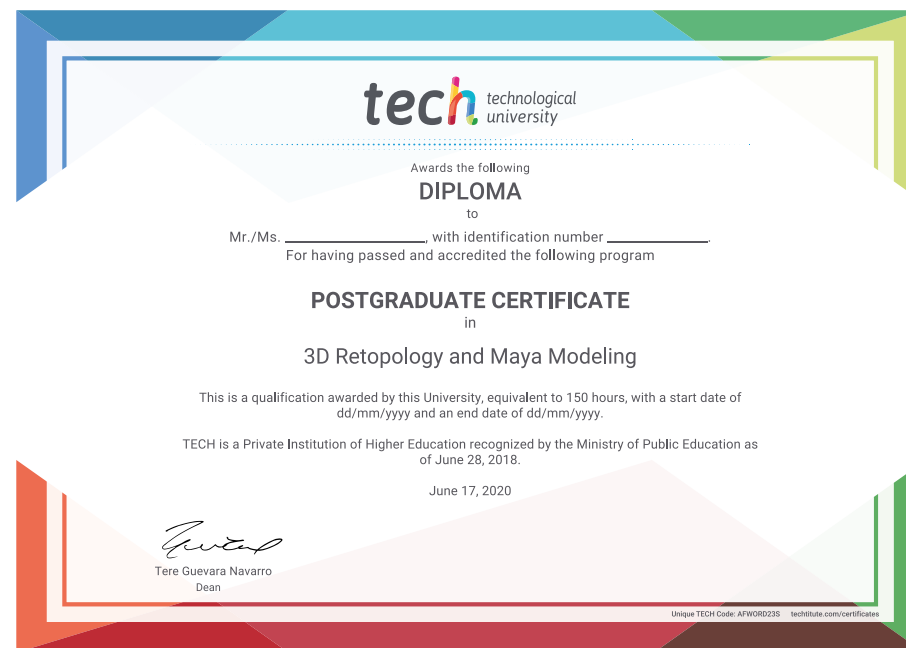 tech technological
university
Awards the following
DIPLOMA
to
Mr./Ms. ____________________, with identification number ______________.
For having passed and accredited the following program
POSTGRADUATE CERTIFICATE
in
3D Retopology and Maya Modeling
This is a qualification awarded by this University, equivalent to 150 hours, with a start date of
dd/mm/yyyy and an end date of dd/mm/yyyy.
TECH is a Private Institution of Higher Education recognized by the Ministry of Public Education as
of June 28, 2018.
June 17, 2020
Tere Guevara Navarro
Dean
Unique TECH Code: AFWORD23S techtitute.com/certificates